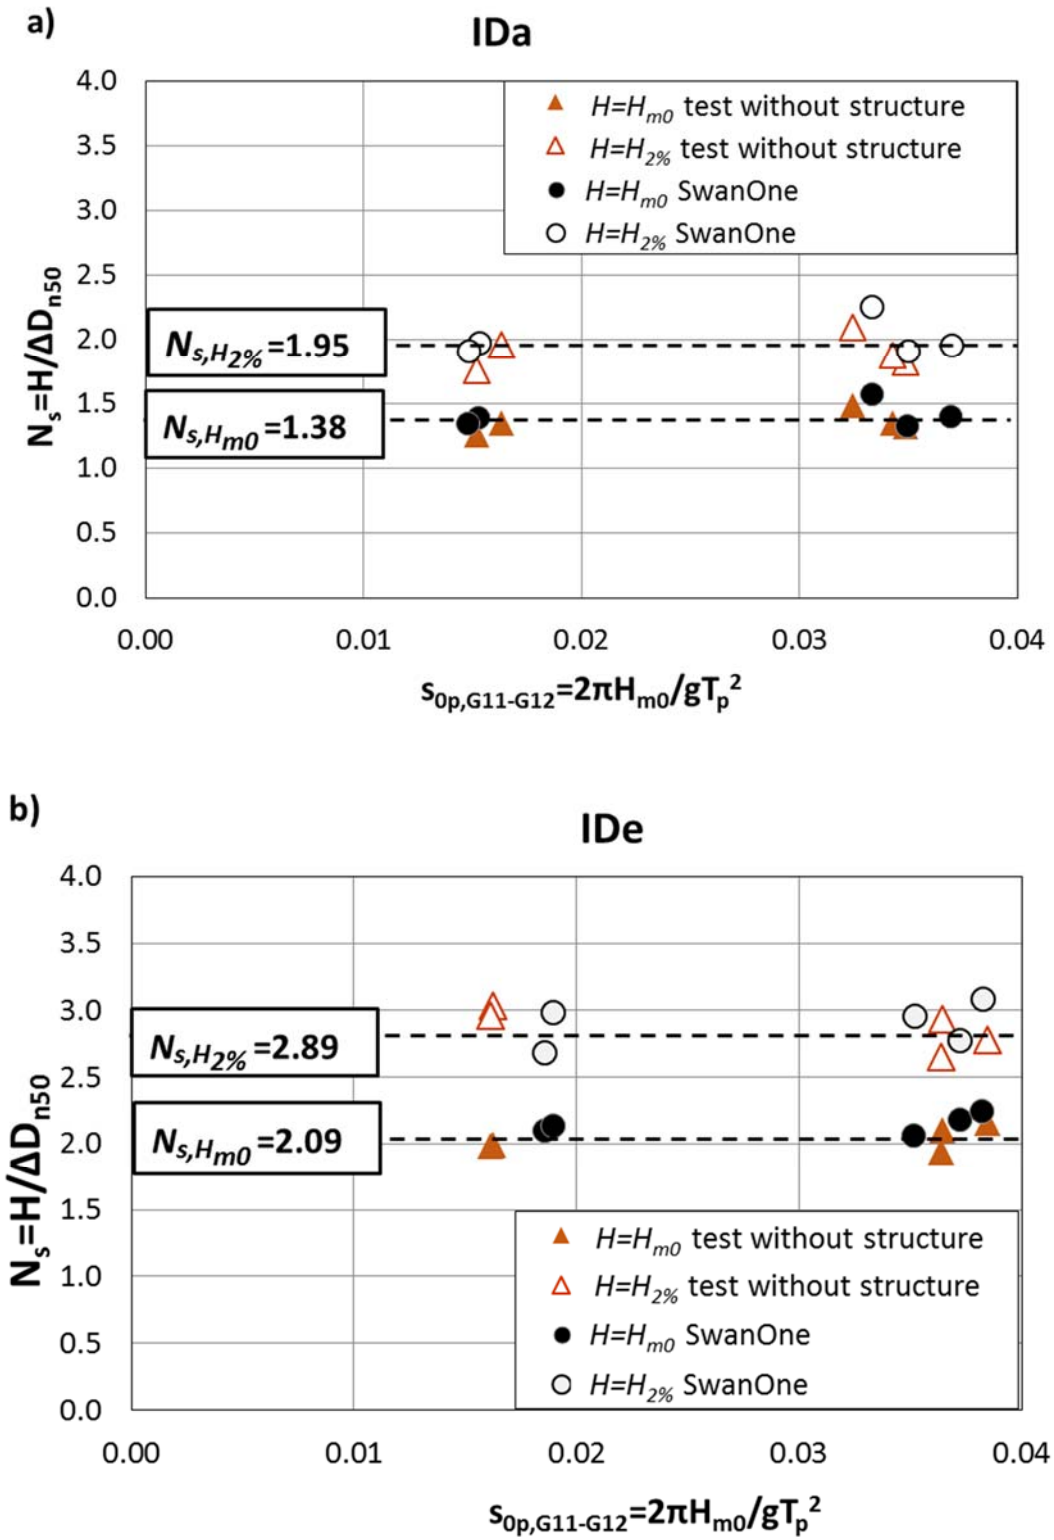 a)
IDa
4.0
3.5
3.0
2.5
2.0
1.5
1.0
0.5
0.0
H=Hm0 test without structure
H=H2% test without structure
H=Hm0 SwanOne
H=H2% SwanOne
Ns,H2%=1.95
Ns,Hm0=1.38
Ns=H/ΔDn50
0.00 0.01 0.02 0.03 0.04
s0p,G11-G12=2πHm0/gTp²
b)
IDe
4.0
3.5
3.0
2.5
2.0
1.5
1.0
0.5
0.0
Ns,H2%=2.89
Ns,Hm0=2.09
Ns=H/ΔDn50
H=Hm0 test without structure
H=H2% test without structure
H=Hm0 SwanOne
H=H2% SwanOne
0.00 0.01 0.02 0.03 0.04
s0p,G11-G12=2πHm0/gTp²